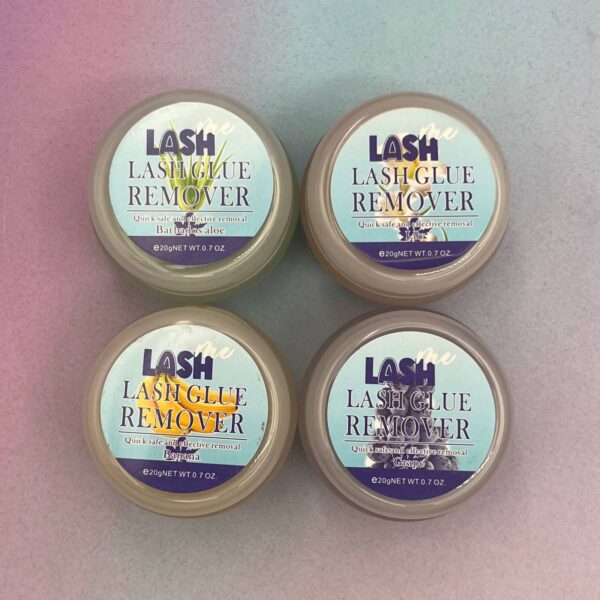 LASH me
LASH GLUE
REMOVER
Quick safe and effective removal
Barbados aloe
℮20gNET WT.0.7 OZ.
LASH me
LASH GLUE
REMOVER
Quick safe and effective removal
℮20gNET WT.0.7 OZ.
LASH me
LASH GLUE
REMOVER
Quick safe and effective removal
Banana
℮20gNET WT.0.7 OZ.
LASH me
LASH GLUE
REMOVER
Quick safe and effective removal
Grape
℮20gNET WT.0.7 OZ.